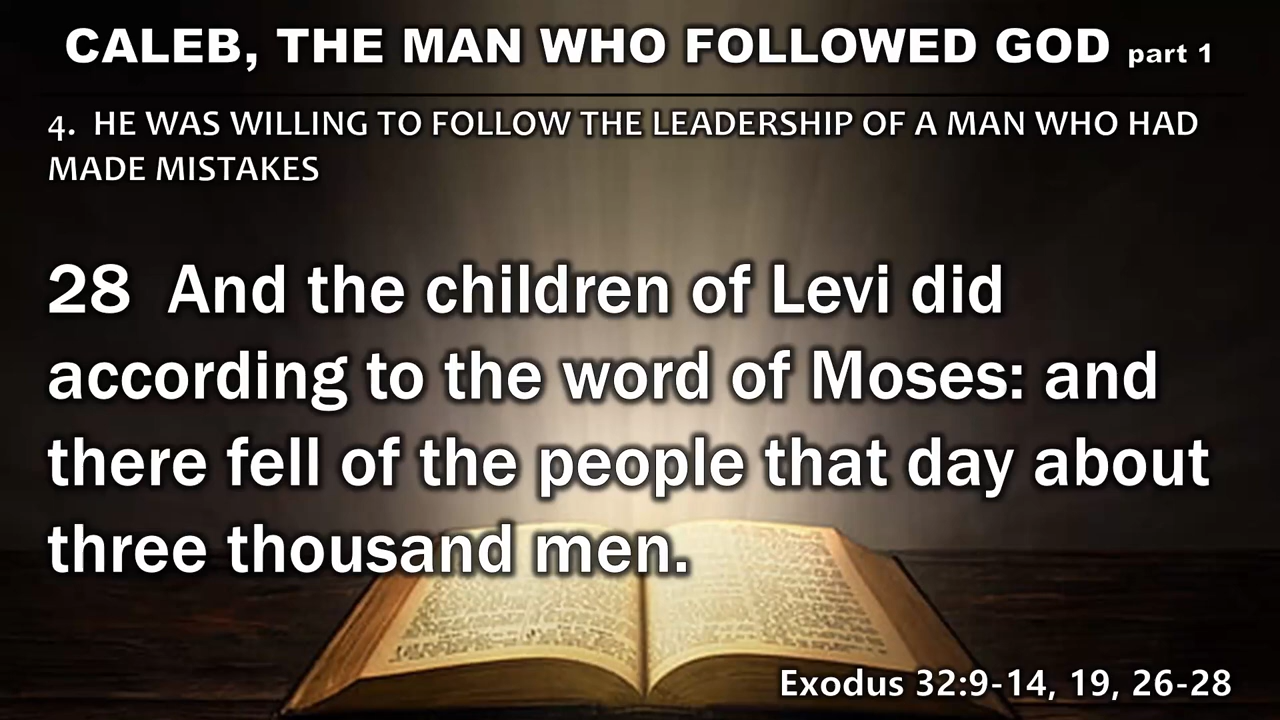 CALEB, THE MAN WHO FOLLOWED GOD part 1
4. HE WAS WILLING TO FOLLOW THE LEADERSHIP OF A MAN WHO HAD
MADE MISTAKES
28 And the children of Levi did
according to the word of Moses: and
there fell of the people that day about
three thousand men.
Exodus 32:9-14, 19, 26-28